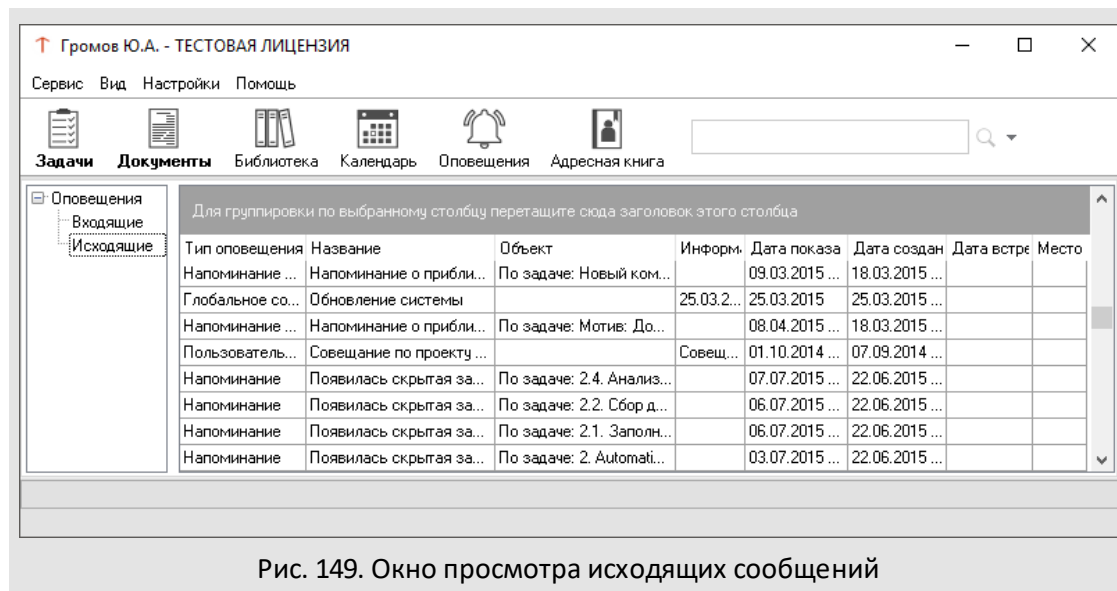 Громов Ю.А. - ТЕСТОВАЯ ЛИЦЕНЗИЯ
Сервис Вид Настройки Помощь
Задачи Документы Библиотека Календарь Оповещения Адресная книга
Оповещения
Входящие
Исходящие
Для группировки по выбранному столбцу перетащите сюда заголовок этого столбца
Тип оповещения Название Объект Информ Дата показа Дата создан Дата встре Место
Напоминание ... Напоминание о прибли... По задаче: Новый ком... 09.03.2015 ... 18.03.2015 ...
Глобальное со... Обновление системы 25.03.2... 25.03.2015 25.03.2015 ...
Напоминание ... Напоминание о прибли... По задаче: Мотив: До... 08.04.2015 ... 18.03.2015 ...
Пользователь... Совещание по проекту ... Совещ... 01.10.2014 ... 07.09.2014 ...
Напоминание Появилась скрытая за... По задаче: 2.4. Анализ... 07.07.2015 ... 22.06.2015 ...
Напоминание Появилась скрытая за... По задаче: 2.2. Сбор д... 06.07.2015 ... 22.06.2015 ...
Напоминание Появилась скрытая за... По задаче: 2.1. Заполн... 06.07.2015 ... 22.06.2015 ...
Напоминание Появилась скрытая за... По задаче: 2. Automati... 03.07.2015 ... 22.06.2015 ...
Рис. 149. Окно просмотра исходящих сообщений